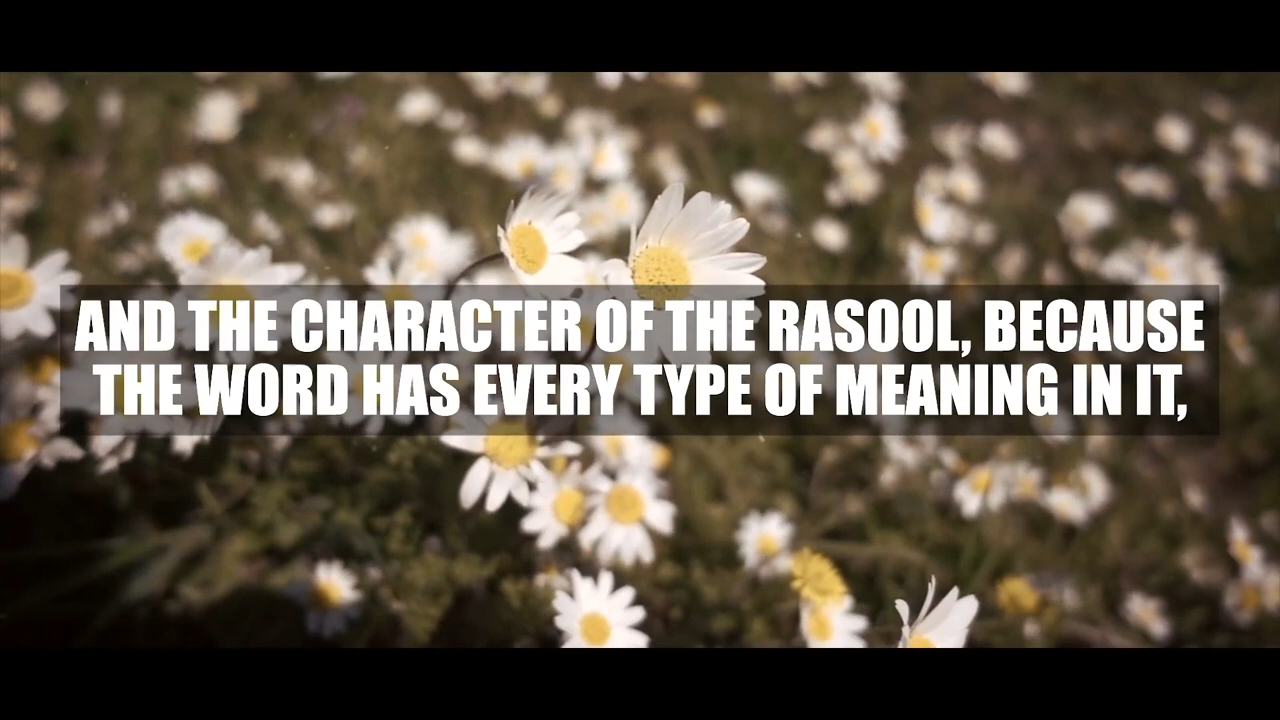 AND THE CHARACTER OF THE RASOOL, BECAUSE
THE WORD HAS EVERY TYPE OF MEANING IN IT,